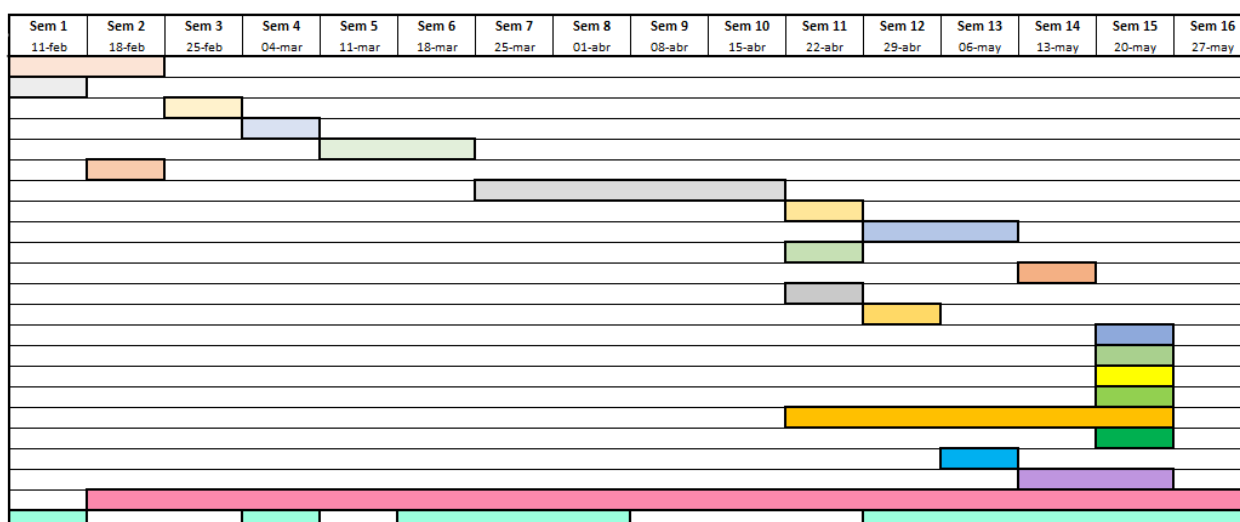 Sem 1 Sem 2 Sem 3 Sem 4 Sem 5 Sem 6 Sem 7 Sem 8 Sem 9 Sem 10 Sem 11 Sem 12 Sem 13 Sem 14 Sem 15 Sem 16
11-feb 18-feb 25-feb 04-mar 11-mar 18-mar 25-mar 01-abr 08-abr 15-abr 22-abr 29-abr 06-may 13-may 20-may 27-may